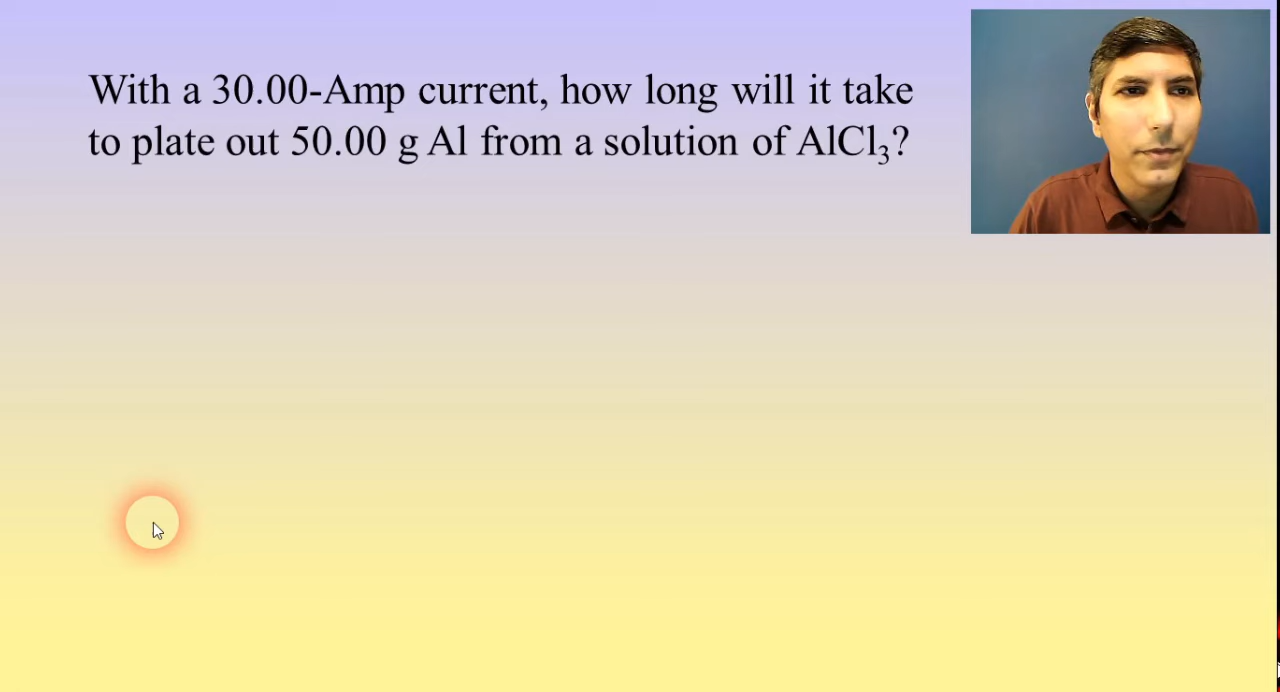 With a 30.00-Amp current, how long will it take
to plate out 50.00 g Al from a solution of AlCl₃?